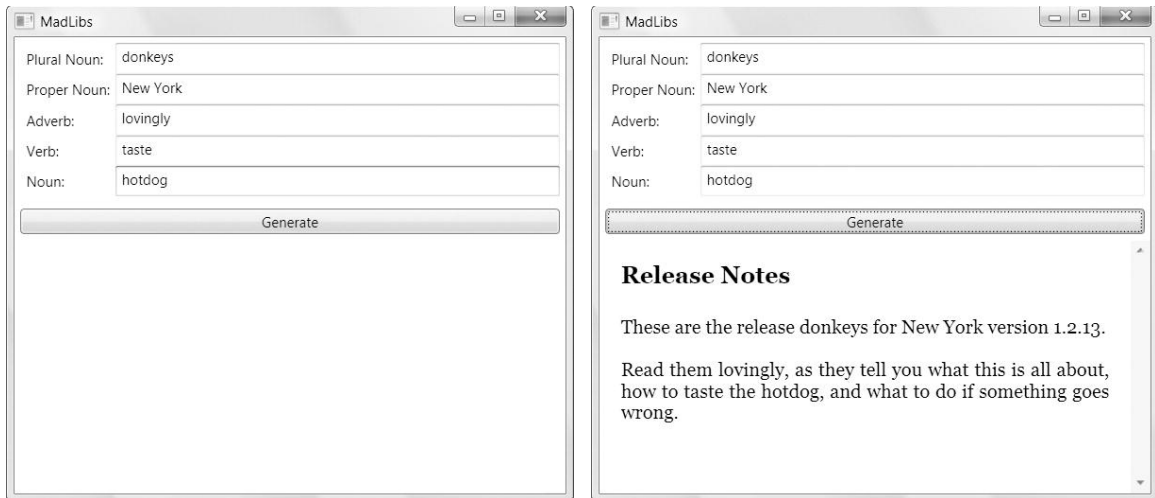 MadLibs
Plural Noun: donkeys
Proper Noun: New York
Adverb: lovingly
Verb: taste
Noun: hotdog
Generate
MadLibs
Plural Noun: donkeys
Proper Noun: New York
Adverb: lovingly
Verb: taste
Noun: hotdog
Generate
Release Notes
These are the release donkeys for New York version 1.2.13.
Read them lovingly, as they tell you what this is all about,
how to taste the hotdog, and what to do if something goes
wrong.